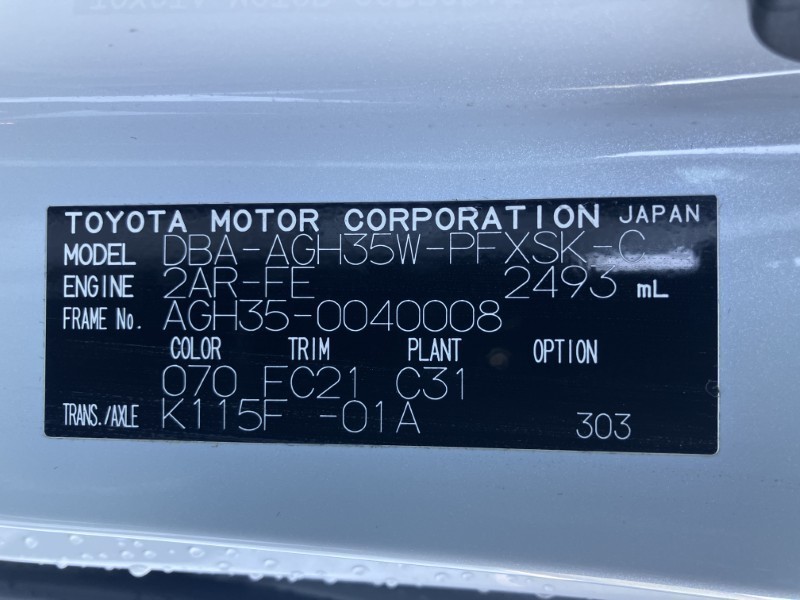 TOYOTA MOTOR CORPORATION JAPAN
MODEL DBA-AGH35W-PFXSK-C
ENGINE 2AR-FE 2493 mL
FRAME No. AGH35-0040008
COLOR TRIM PLANT OPTION
070 FC21 C31
TRANS./AXLE K115F -01A 303